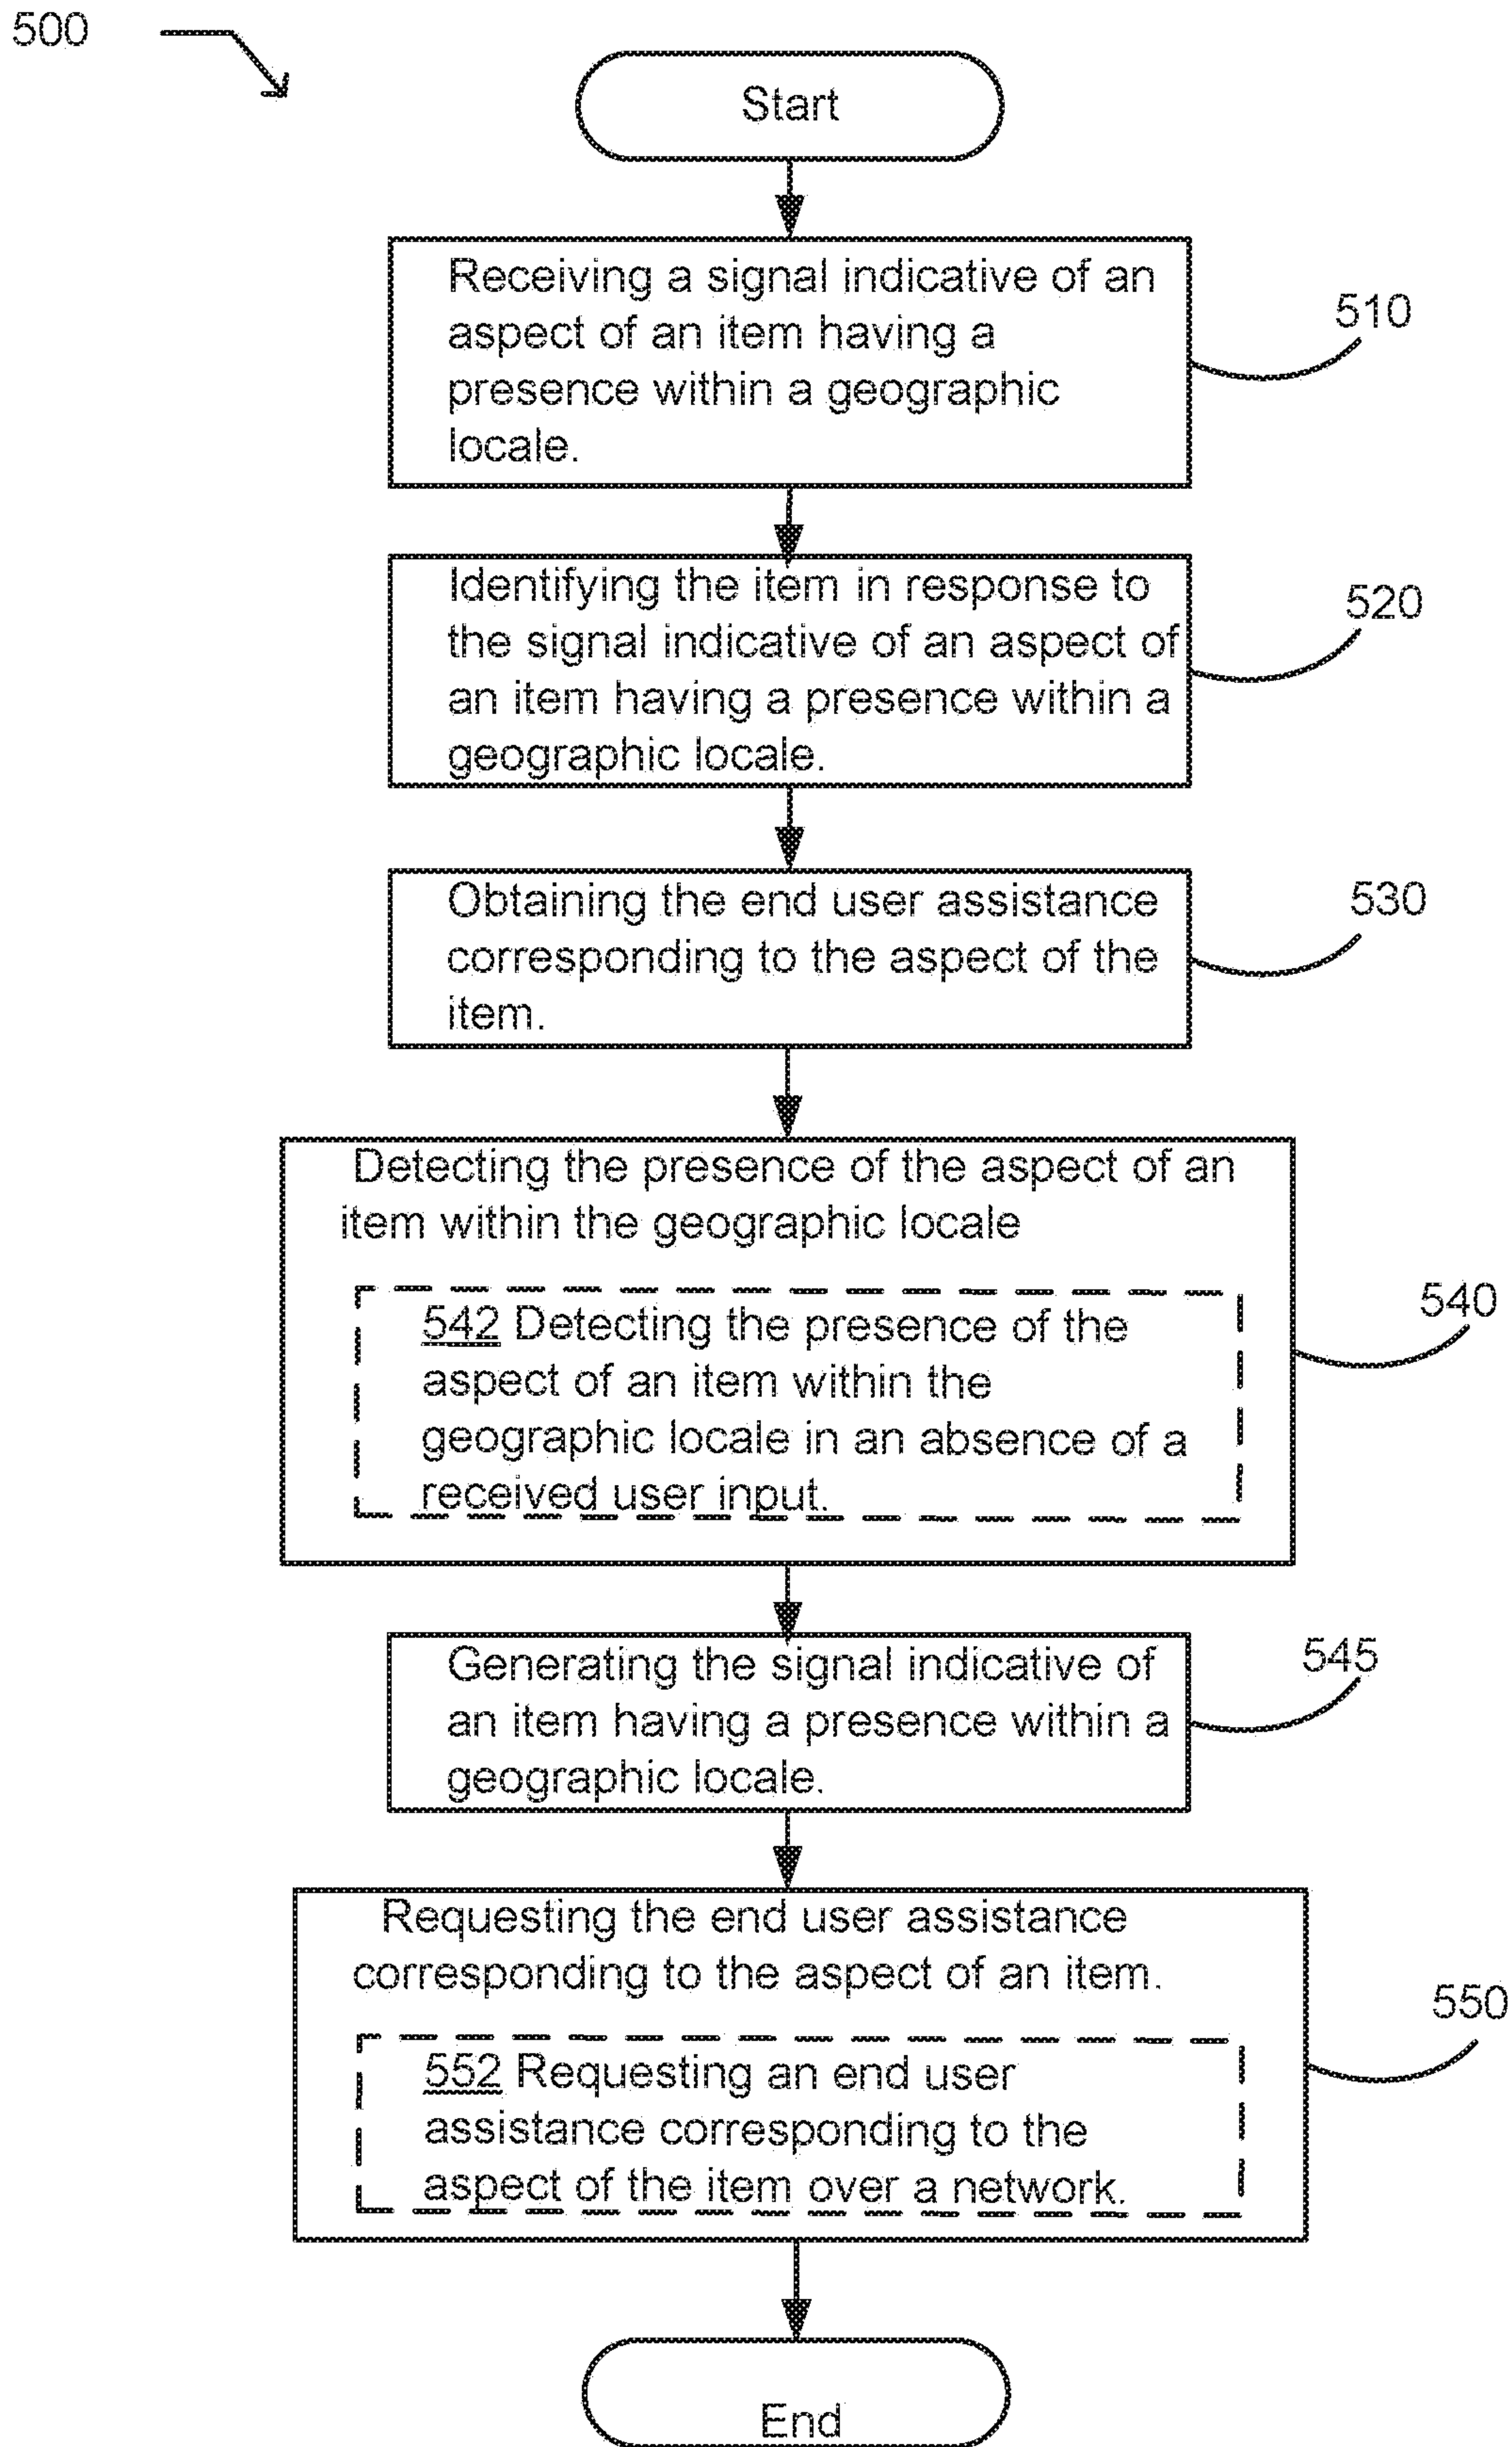 500
Start
Receiving a signal indicative of an
aspect of an item having a
presence within a geographic
locale.
510
Identifying the item in response to
the signal indicative of an aspect of
an item having a presence within a
geographic locale.
520
Obtaining the end user assistance
corresponding to the aspect of the
item.
530
Detecting the presence of the aspect of an
item within the geographic locale
542 Detecting the presence of the
aspect of an item within the
geographic locale in an absence of a
received user input.
540
Generating the signal indicative of
an item having a presence within a
geographic locale.
545
Requesting the end user assistance
corresponding to the aspect of an item.
552 Requesting an end user
assistance corresponding to the
aspect of the item over a network.
550
End